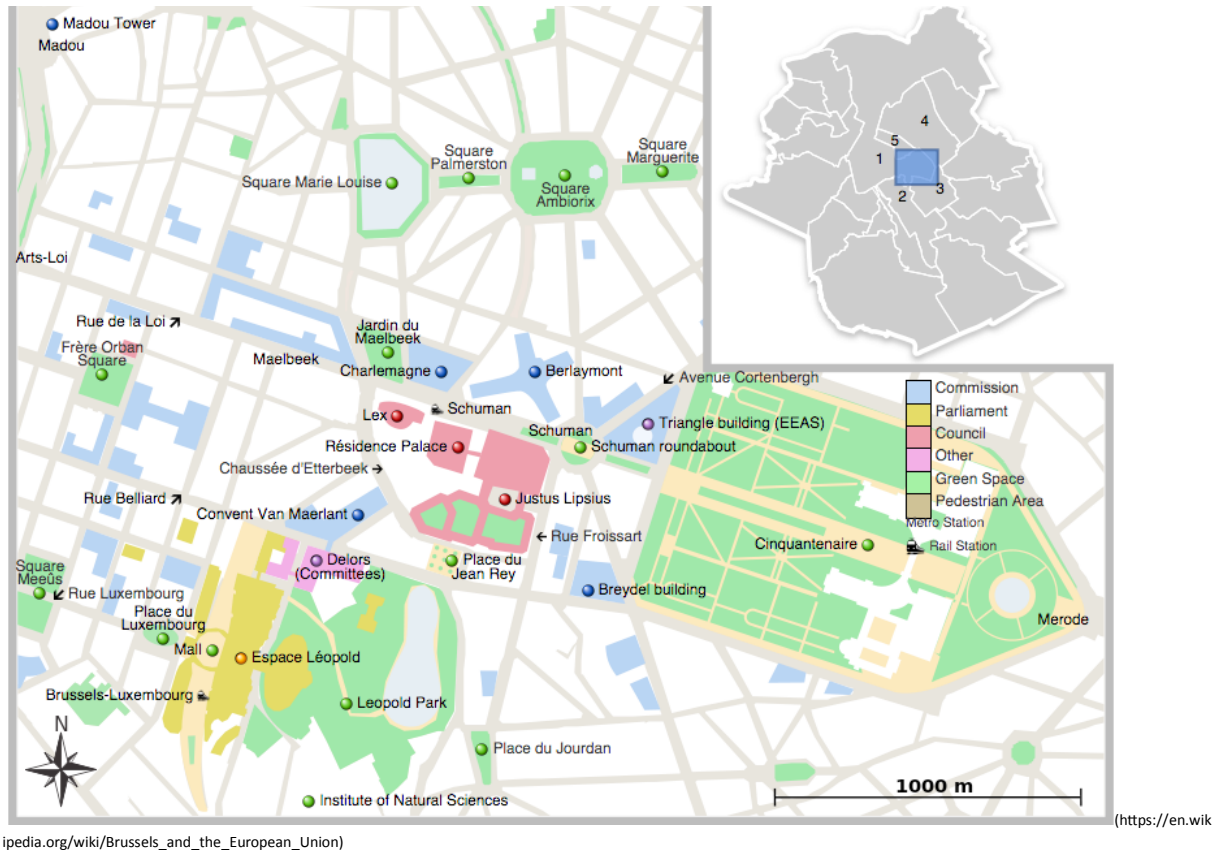 Madou Tower
Madou
Square
Palmerston
Square
Marguerite
Square Marie Louise
Square
Ambiorix
4
5
1
3
2
Arts-Loi
Rue de la Loi ↗
Jardin du
Maelbeek
Frère Orban
Square
Maelbeek
Charlemagne
Berlaymont
↙ Avenue Cortenbergh
Commission
Parliament
Council
Other
Green Space
Pedestrian Area
Metro Station
Rail Station
Lex
Schuman
Triangle building (EEAS)
Schuman
Résidence Palace
Schuman roundabout
Chaussée d'Etterbeek →
Rue Belliard ↗
Justus Lipsius
Convent Van Maerlant
← Rue Froissart
Cinquantenaire
Delors
(Committees)
Place du
Jean Rey
Square
Meeûs
↙ Rue Luxembourg
Breydel building
Place du
Luxembourg
Merode
Mall
Espace Léopold
Brussels-Luxembourg
Leopold Park
N
Place du Jourdan
1000 m
Institute of Natural Sciences
(https://en.wik
ipedia.org/wiki/Brussels_and_the_European_Union)